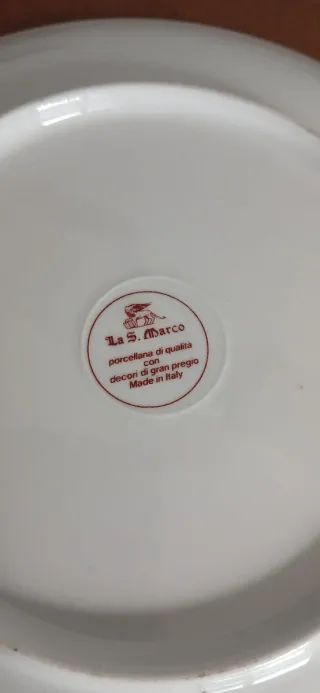 La S. Marco
porcellana di qualità
con
decori di gran pregio
Made in Italy